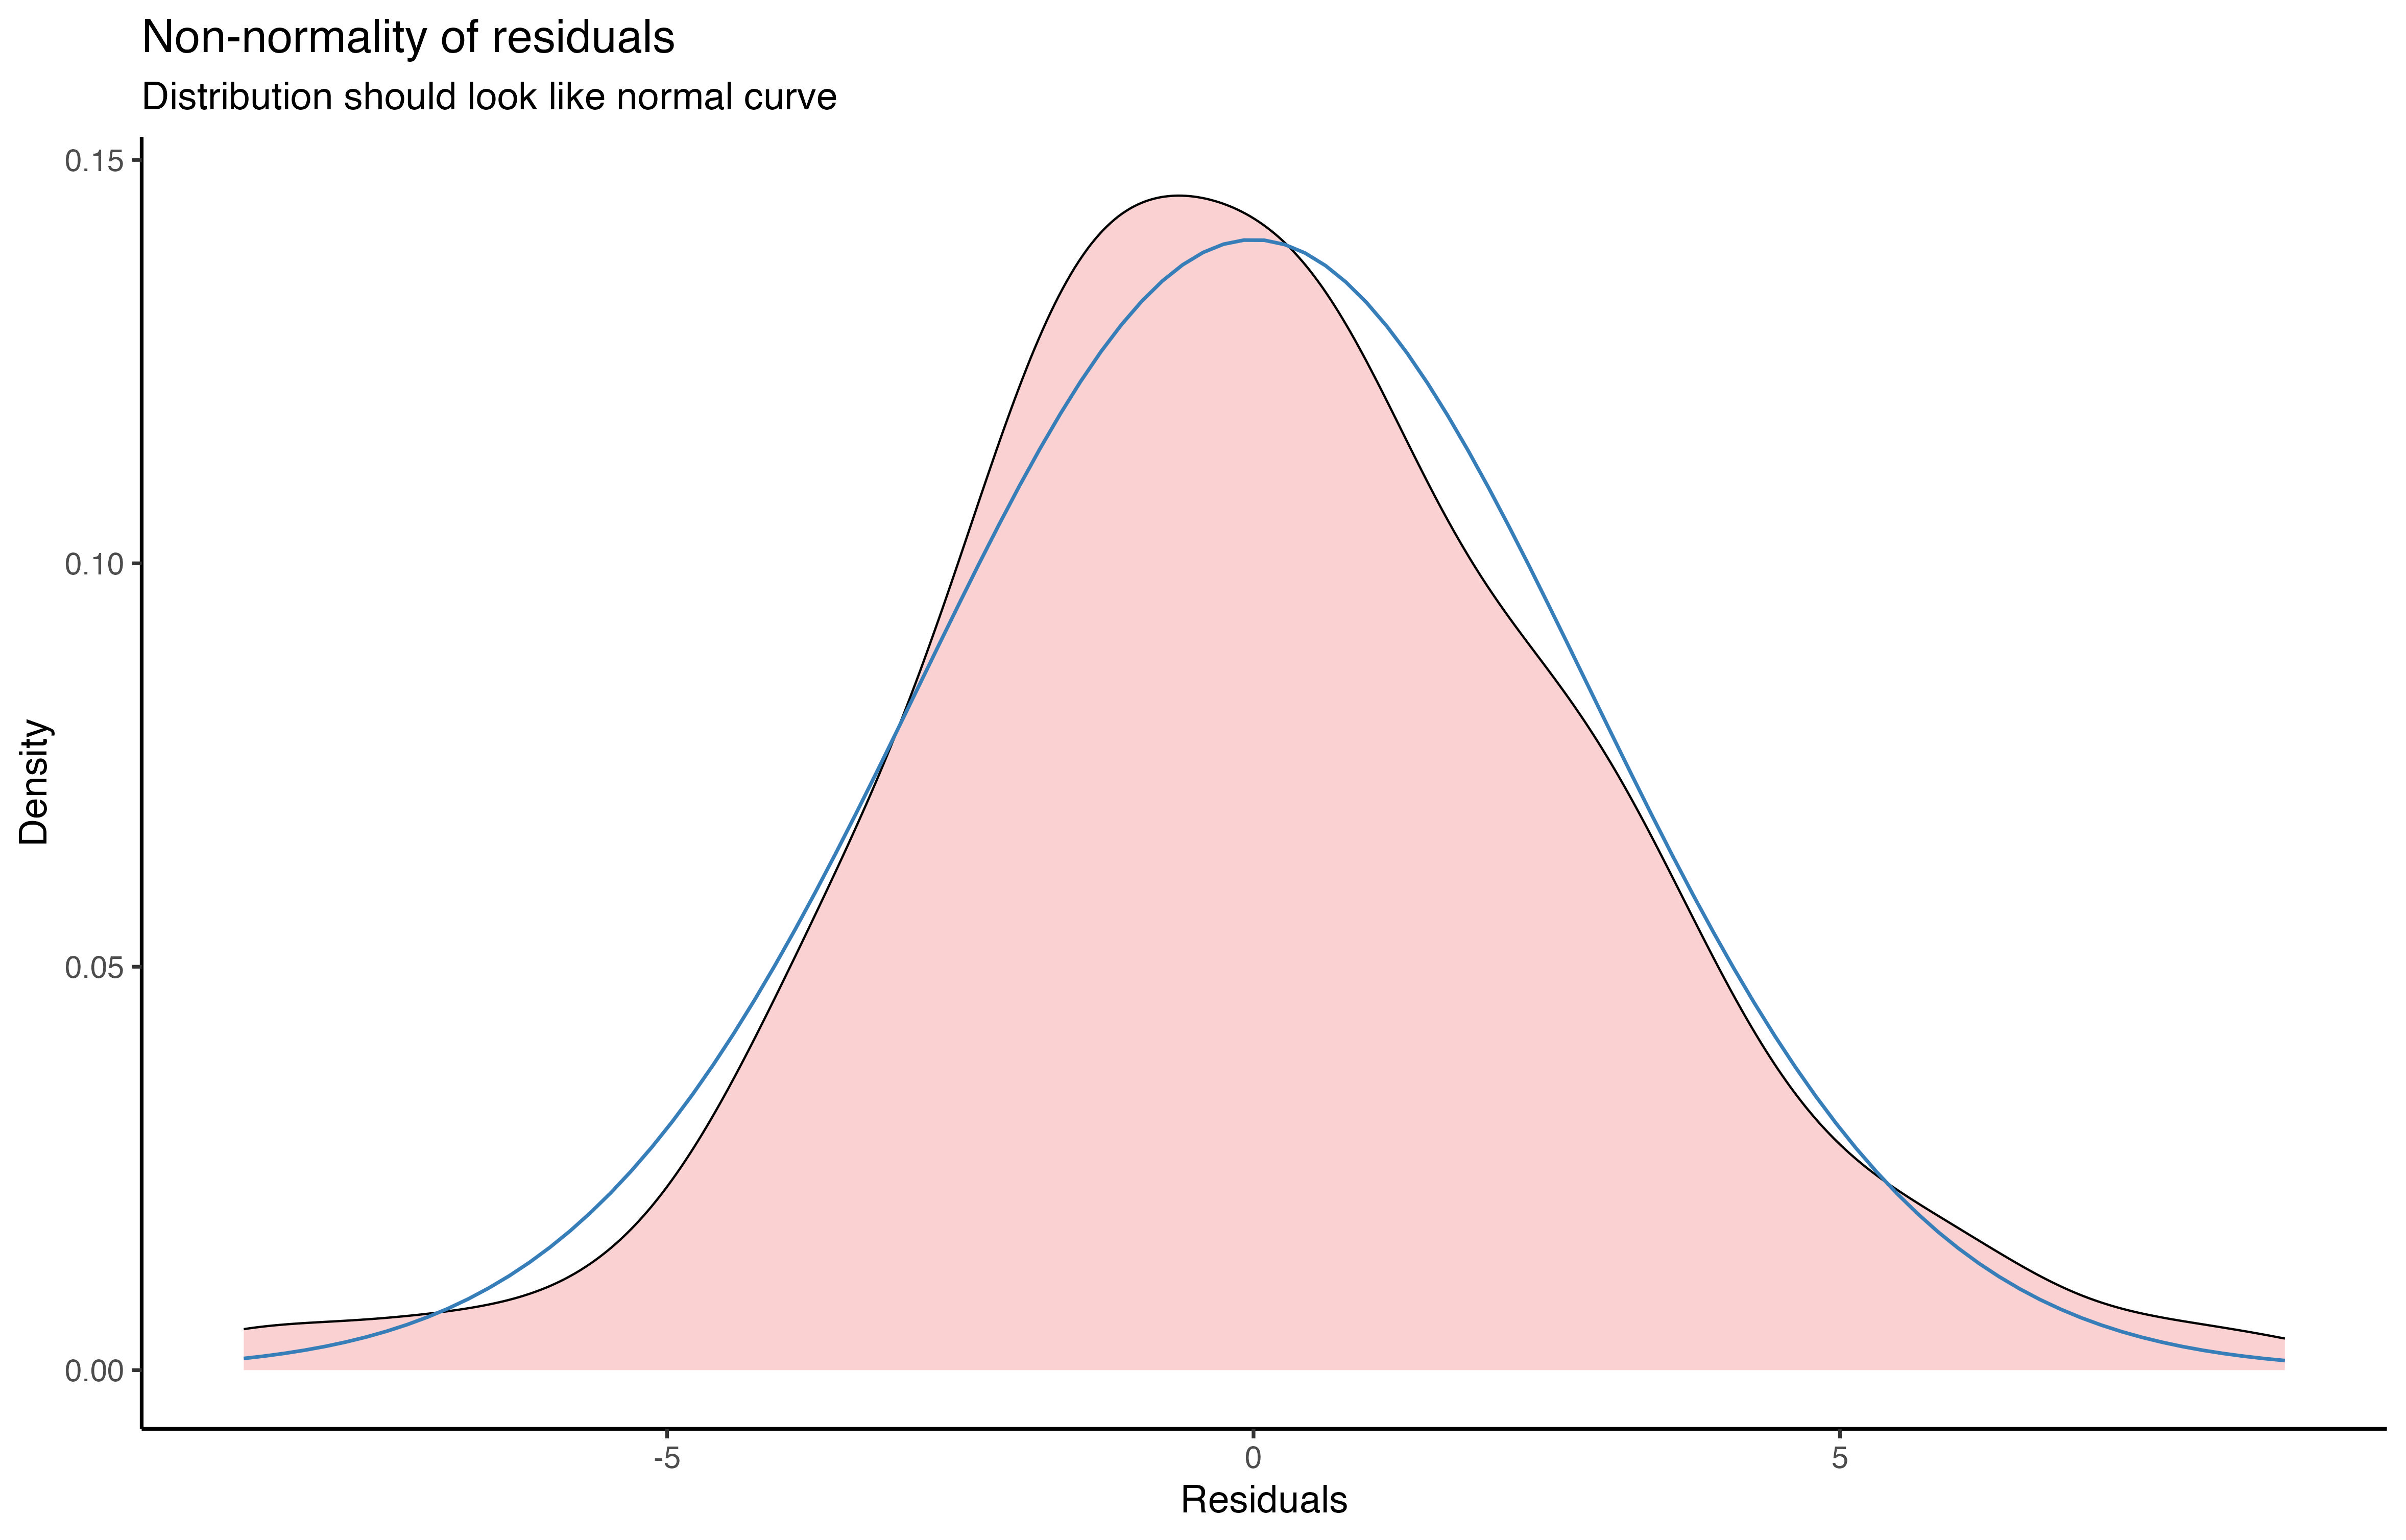 Non-normality of residuals
Distribution should look like normal curve
0.15
0.10
0.05
0.00
Density
-5
0
5
Residuals